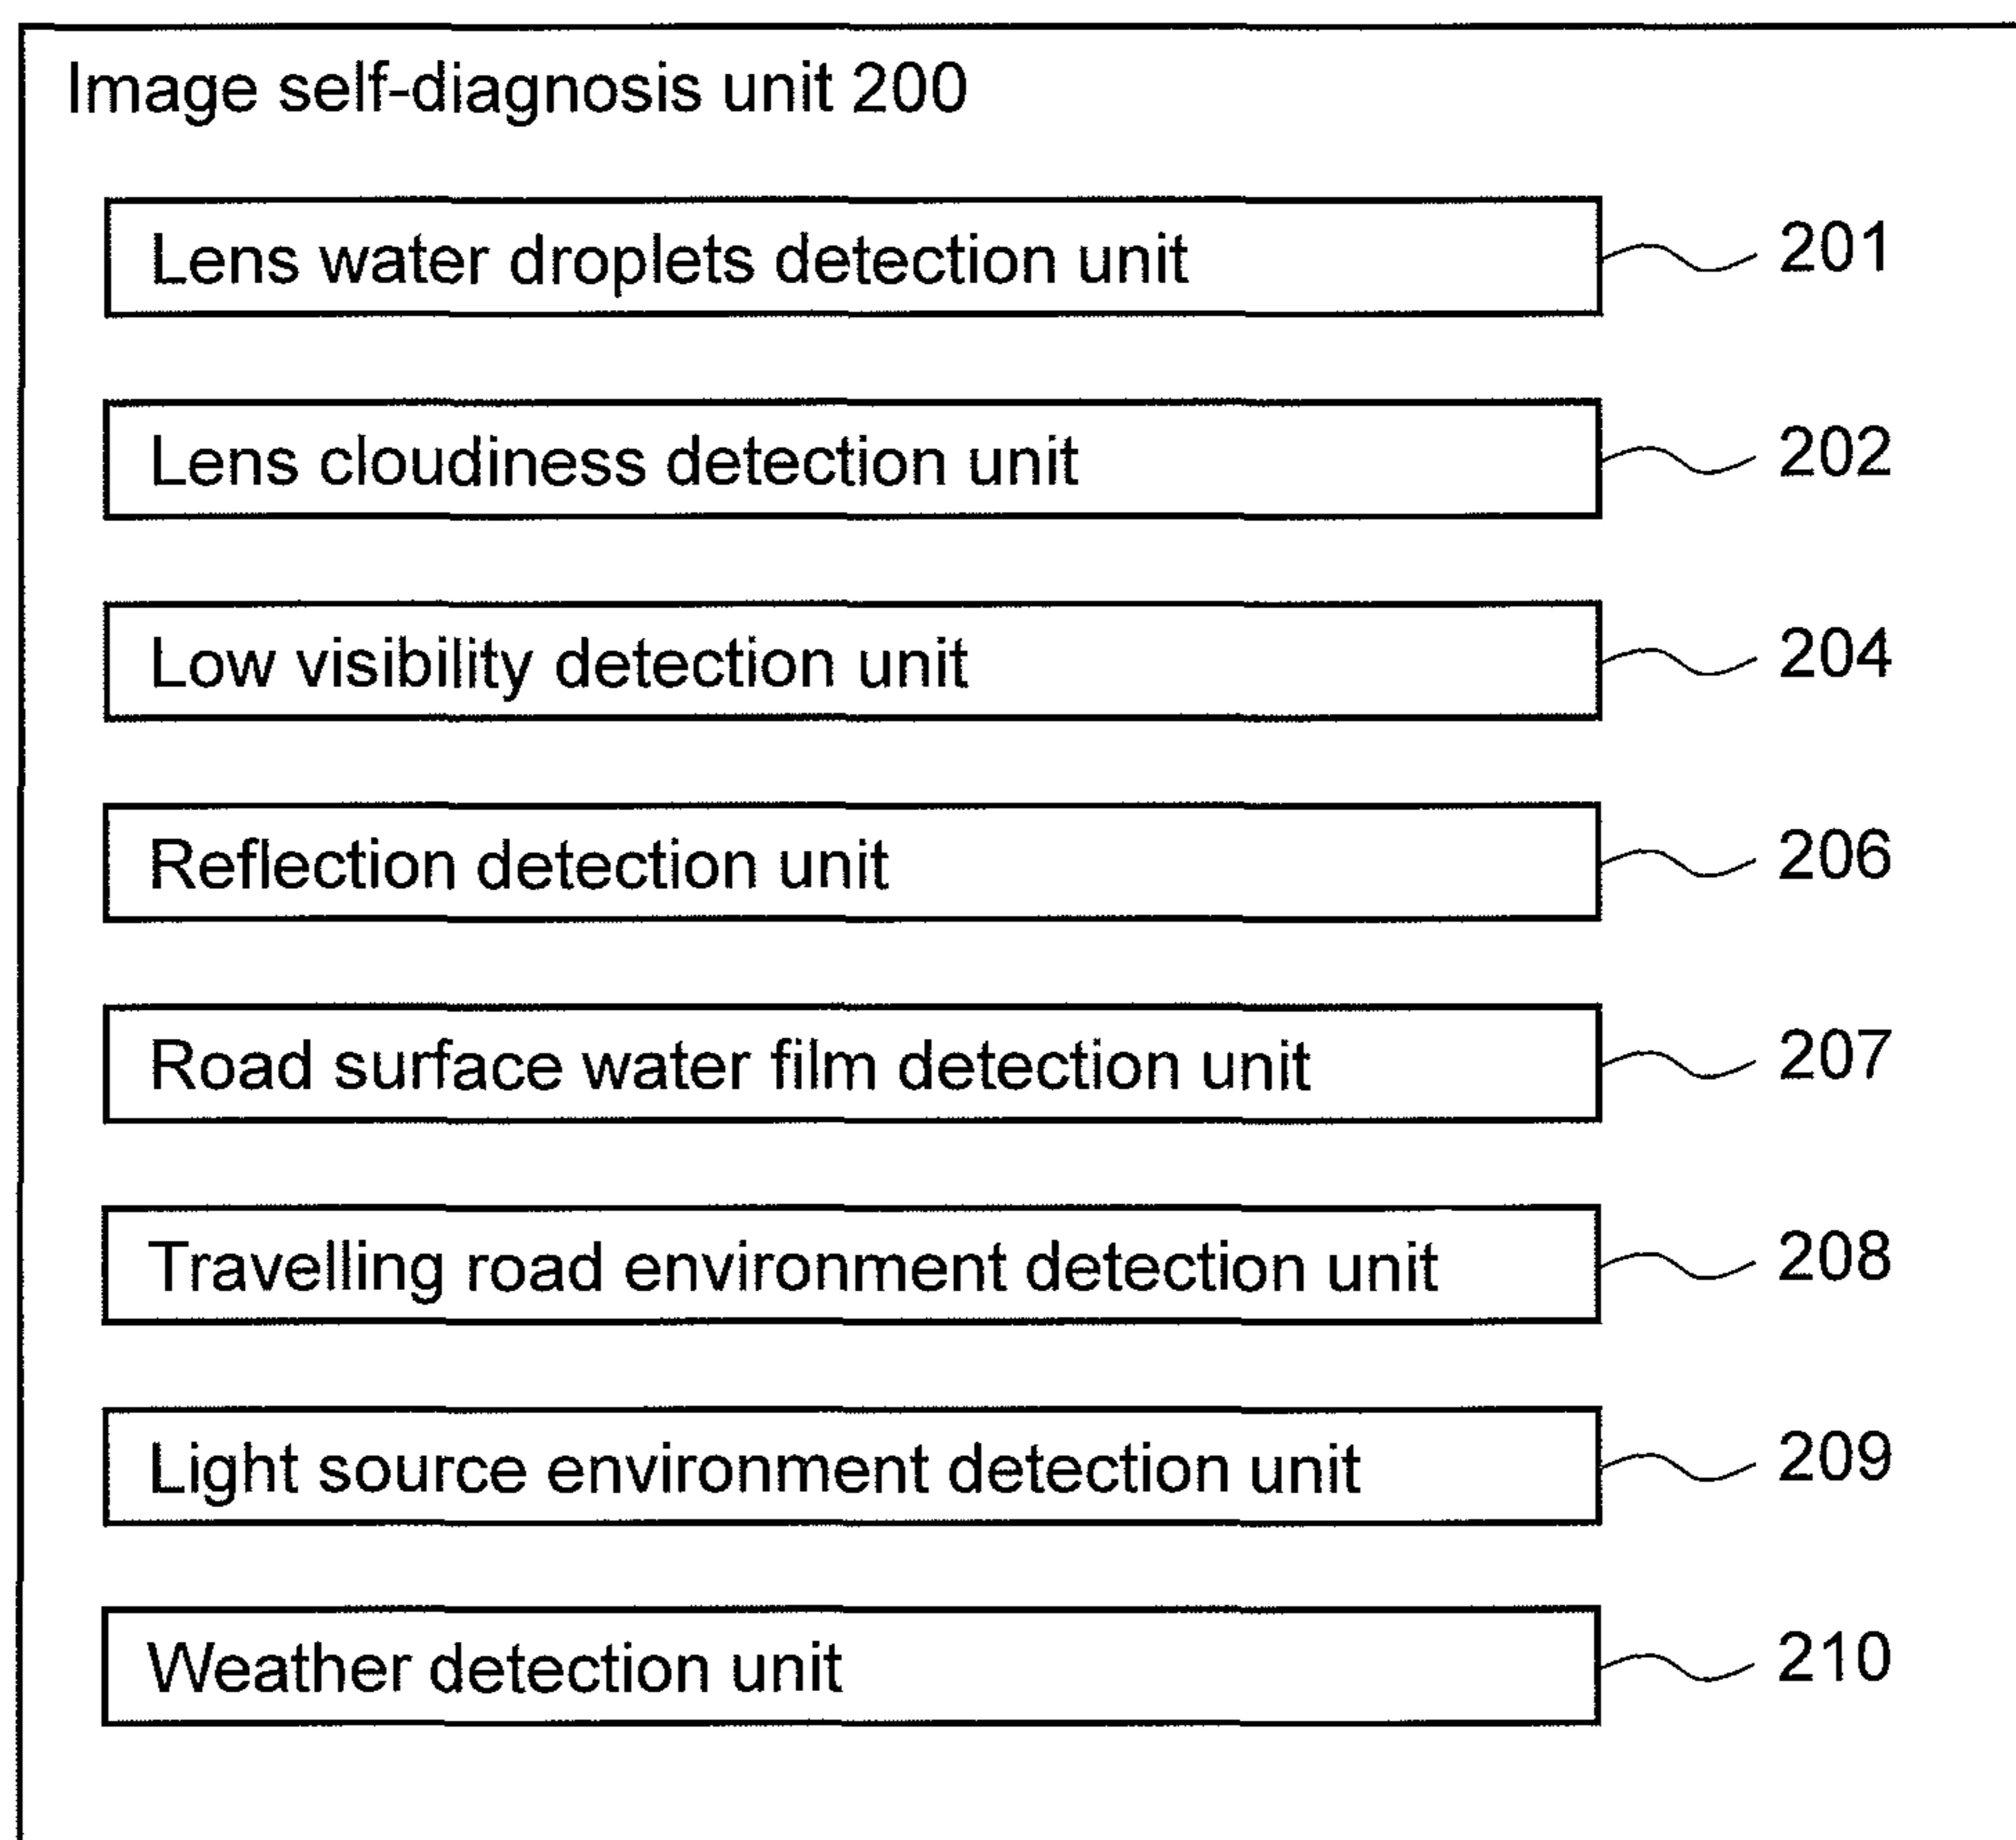 Image self-diagnosis unit 200
Lens water droplets detection unit 201
Lens cloudiness detection unit 202
Low visibility detection unit 204
Reflection detection unit 206
Road surface water film detection unit 207
Travelling road environment detection unit 208
Light source environment detection unit 209
Weather detection unit 210